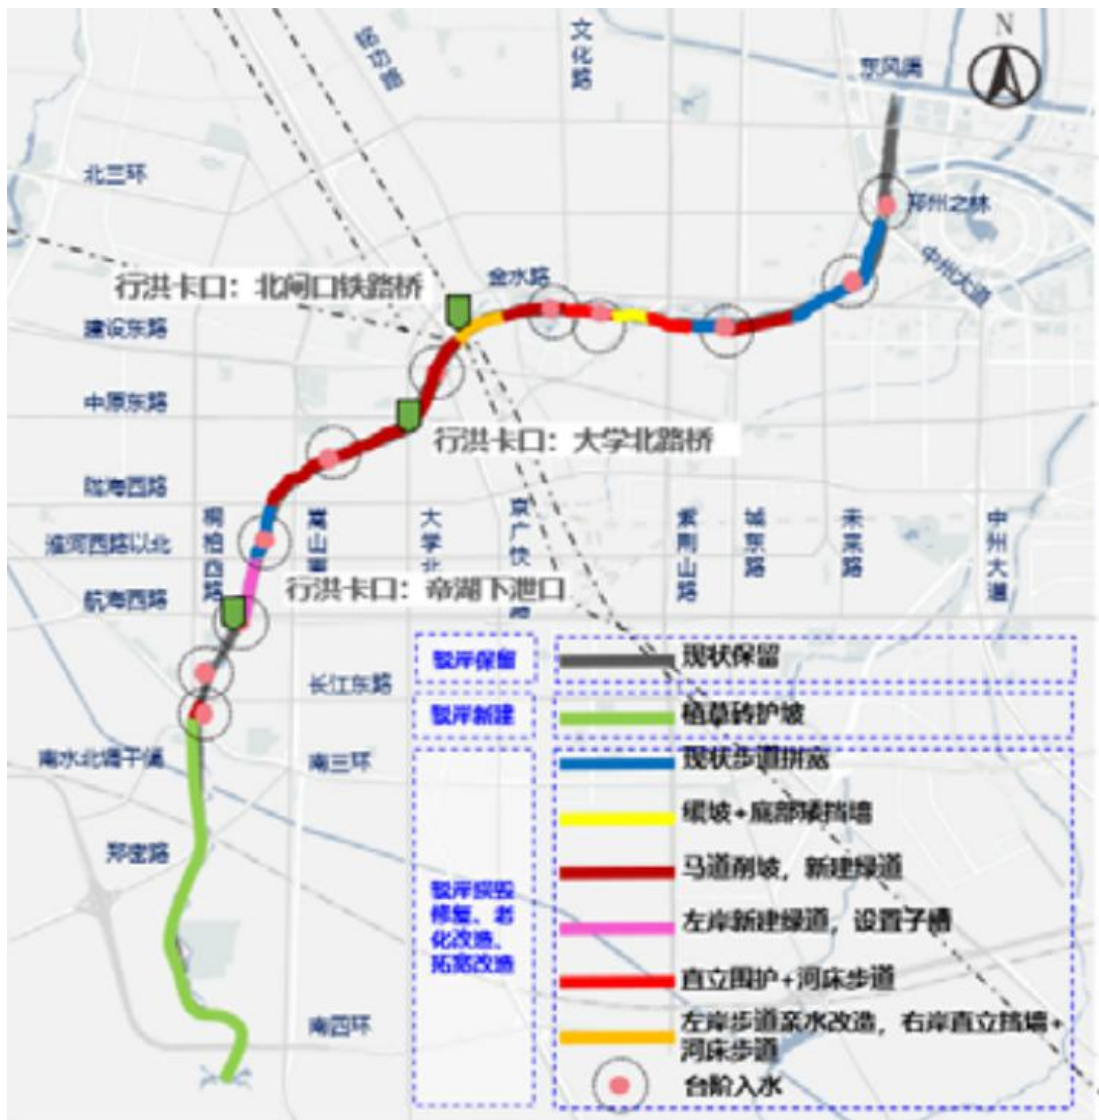 N
文化路
东风渠
北三环
郑州之林
中州大道
金水路
行洪卡口：北闸口铁路桥
建设东路
中原东路
行洪卡口：大学北路桥
陇海西路
桐柏西路
嵩山
大学北
京广快
紫荆山路
城东路
未来路
中州大道
淮河西路以北
行洪卡口：帝湖下泄口
航海西路
驳岸保留
现状保留
长江东路
驳岸新建
植草砖护坡
南水北调干渠
南三环
现状步道拼宽
缓坡+底部矮挡墙
郑密路
马道削坡，新建绿道
驳岸损毁
修复、老
化改造、
拓宽改造
左岸新建绿道，设置子槽
直立围护+河床步道
南四环
左岸步道亲水改造，右岸直立挡墙+
河床步道
台阶入水